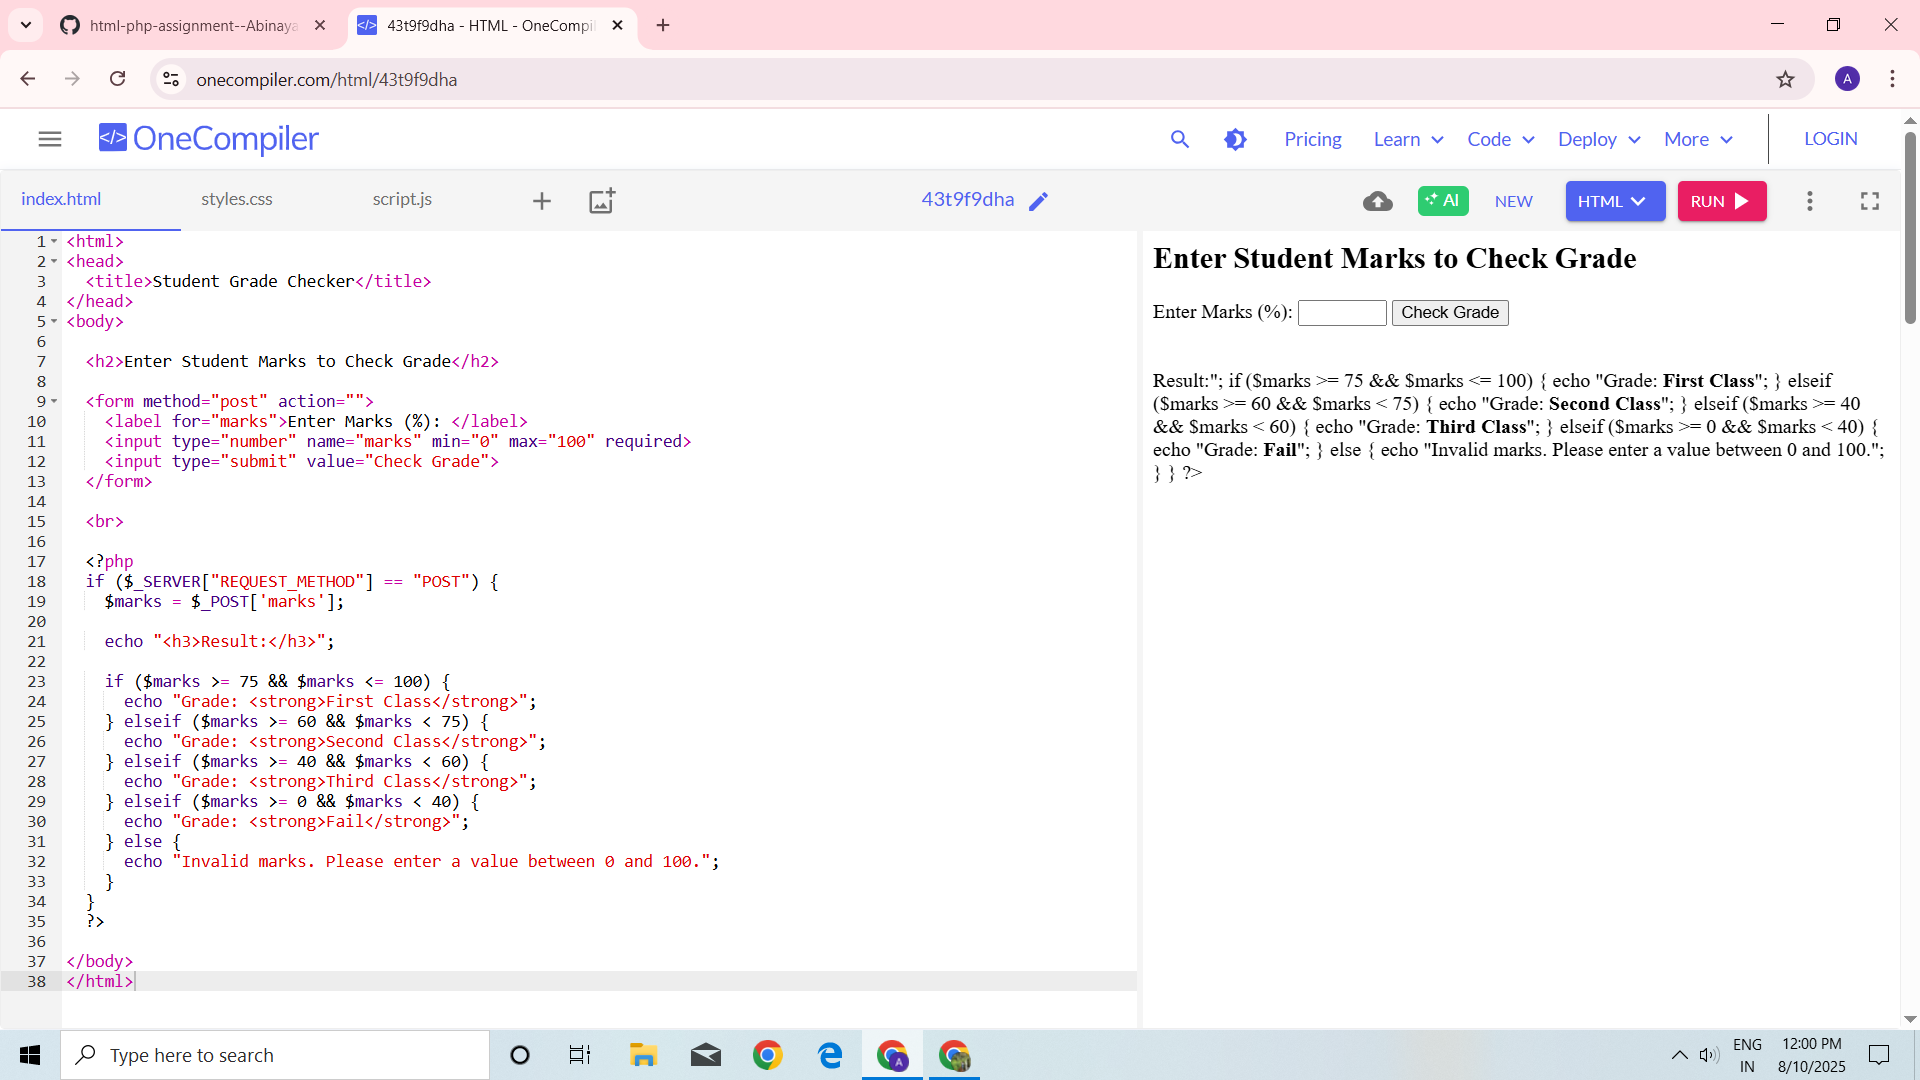 html-php-assignment--Abinaya
43t9f9dha - HTML - OneCompil
onecompiler.com/html/43t9f9dha
A
</> OneCompiler
Pricing
Learn
Code
Deploy
More
LOGIN
index.html
styles.css
script.js
43t9f9dha
AI
NEW
HTML
RUN
1 <html>
2 <head>
3 <title>Student Grade Checker</title>
4 </head>
5 <body>
6
7 <h2>Enter Student Marks to Check Grade</h2>
8
9 <form method="post" action="">
10 <label for="marks">Enter Marks (%): </label>
11 <input type="number" name="marks" min="0" max="100" required>
12 <input type="submit" value="Check Grade">
13 </form>
14
15 <br>
16
17 <?php
18 if ($_SERVER["REQUEST_METHOD"] == "POST") {
19 $marks = $_POST['marks'];
20
21 echo "<h3>Result:</h3>";
22
23 if ($marks >= 75 && $marks <= 100) {
24 echo "Grade: <strong>First Class</strong>";
25 } elseif ($marks >= 60 && $marks < 75) {
26 echo "Grade: <strong>Second Class</strong>";
27 } elseif ($marks >= 40 && $marks < 60) {
28 echo "Grade: <strong>Third Class</strong>";
29 } elseif ($marks >= 0 && $marks < 40) {
30 echo "Grade: <strong>Fail</strong>";
31 } else {
32 echo "Invalid marks. Please enter a value between 0 and 100.";
33 }
34 }
35 ?>
36
37 </body>
38 </html>
Enter Student Marks to Check Grade
Enter Marks (%): Check Grade
Result:"; if ($marks >= 75 && $marks <= 100) { echo "Grade: First Class"; } elseif
($marks >= 60 && $marks < 75) { echo "Grade: Second Class"; } elseif ($marks >= 40
&& $marks < 60) { echo "Grade: Third Class"; } elseif ($marks >= 0 && $marks < 40) {
echo "Grade: Fail"; } else { echo "Invalid marks. Please enter a value between 0 and 100.";
} } ?>
Type here to search
A
ENG
IN
12:00 PM
8/10/2025